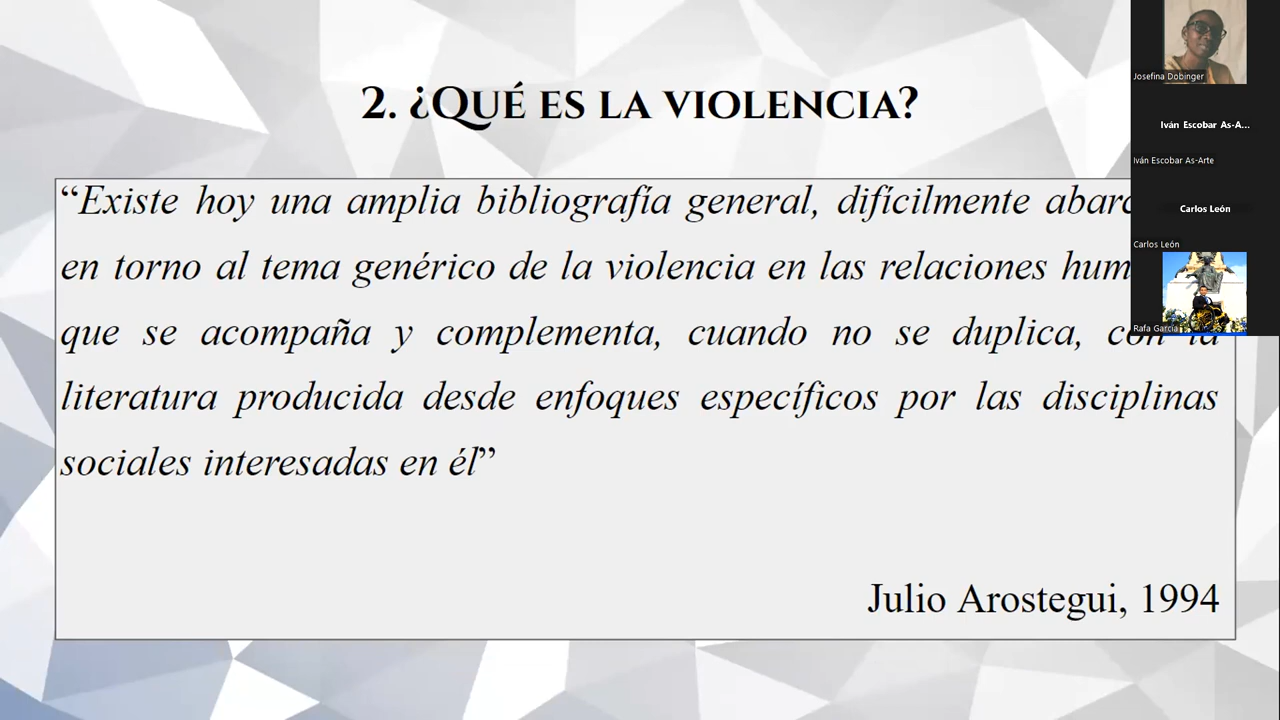 2. ¿QUÉ ES LA VIOLENCIA?
“Existe hoy una amplia bibliografía general, difícilmente
en torno al tema genérico de la violencia en las relaciones
que se acompaña y complementa, cuando no se duplica, con la
literatura producida desde enfoques específicos por las disciplinas
sociales interesadas en él”
Julio Arostegui, 1994
Josefina Dobinger
Iván Escobar As-A...
Iván Escobar As-Arte
Carlos León
Carlos León
Rafa García